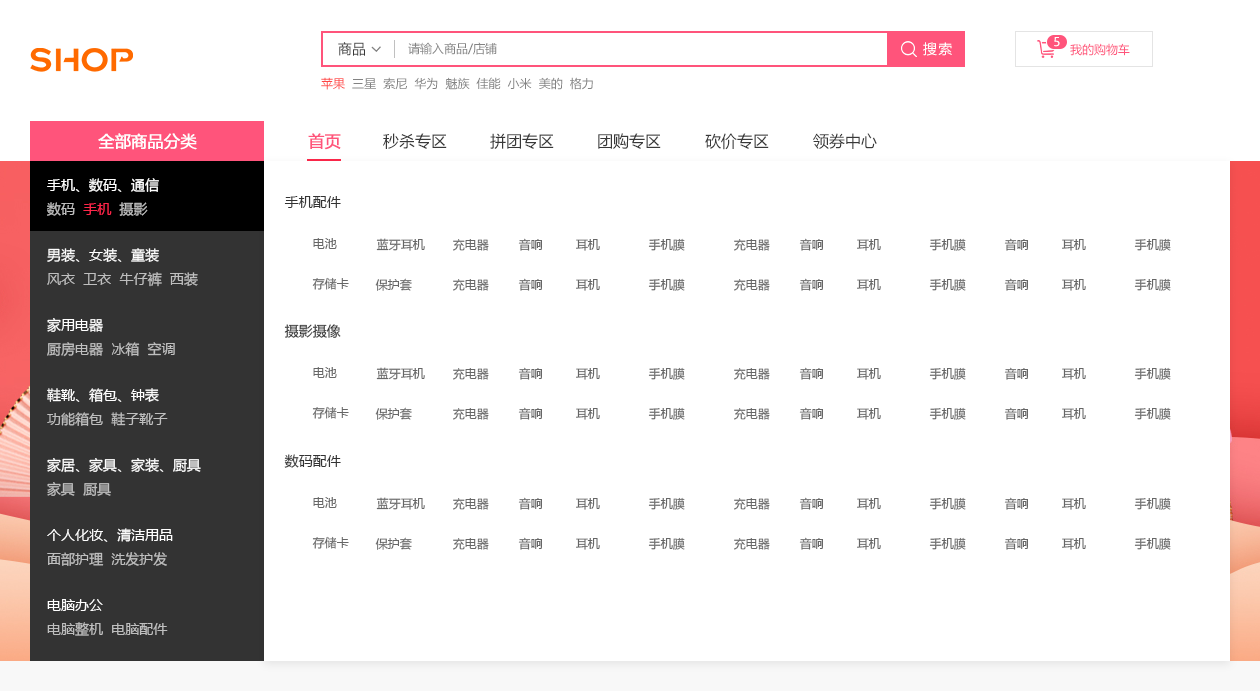 SHOP
商品 请输入商品/店铺 搜索 5 我的购物车
苹果 三星 索尼 华为 魅族 佳能 小米 美的 格力
全部商品分类 首页 秒杀专区 拼团专区 团购专区 砍价专区 领券中心
手机、数码、通信
数码 手机 摄影
男装、女装、童装
风衣 卫衣 牛仔裤 西装
家用电器
厨房电器 冰箱 空调
鞋靴、箱包、钟表
功能箱包 鞋子靴子
家居、家具、家装、厨具
家具 厨具
个人化妆、清洁用品
面部护理 洗发护发
电脑办公
电脑整机 电脑配件
手机配件
电池 蓝牙耳机 充电器 音响 耳机 手机膜 充电器 音响 耳机 手机膜 音响 耳机 手机膜
存储卡 保护套 充电器 音响 耳机 手机膜 充电器 音响 耳机 手机膜 音响 耳机 手机膜
摄影摄像
电池 蓝牙耳机 充电器 音响 耳机 手机膜 充电器 音响 耳机 手机膜 音响 耳机 手机膜
存储卡 保护套 充电器 音响 耳机 手机膜 充电器 音响 耳机 手机膜 音响 耳机 手机膜
数码配件
电池 蓝牙耳机 充电器 音响 耳机 手机膜 充电器 音响 耳机 手机膜 音响 耳机 手机膜
存储卡 保护套 充电器 音响 耳机 手机膜 充电器 音响 耳机 手机膜 音响 耳机 手机膜